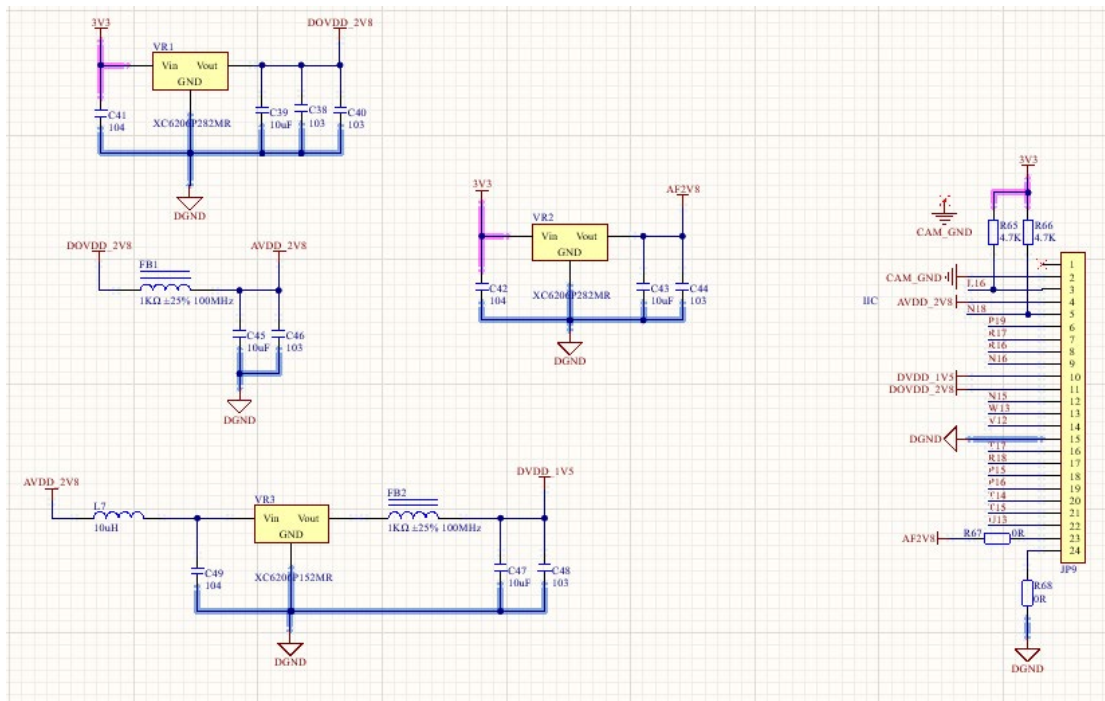 3V3
DOVDD_2V8
VR1
Vin Vout
GND
C41
104
XC6206P282MR
C39
10uF
C38
103
C40
103
DGND
3V3
AF2V8
VR2
Vin Vout
GND
C42
104
XC6206P282MR
C43
10uF
C44
103
DGND
DOVDD_2V8
AVDD_2V8
FB1
1KΩ ±25% 100MHz
C45
10uF
C46
103
DGND
AVDD_2V8
DVDD_1V5
L7
10uH
VR3
Vin Vout
GND
FB2
1KΩ ±25% 100MHz
C49
104
XC6206P152MR
C47
10uF
C48
103
DGND
3V3
CAM_GND
R65
4.7K
R66
4.7K
1
CAM_GND
2
L16
3
IIC
AVDD_2V8
4
N18
5
P19
6
R17
7
R16
8
N16
9
DVDD_1V5
10
DOVDD_2V8
11
N15
12
W13
13
V12
14
DGND
15
T17
16
R18
17
P15
18
P16
19
T14
20
T15
21
U13
22
AF2V8
R67
0R
23
24
JP9
R68
0R
DGND